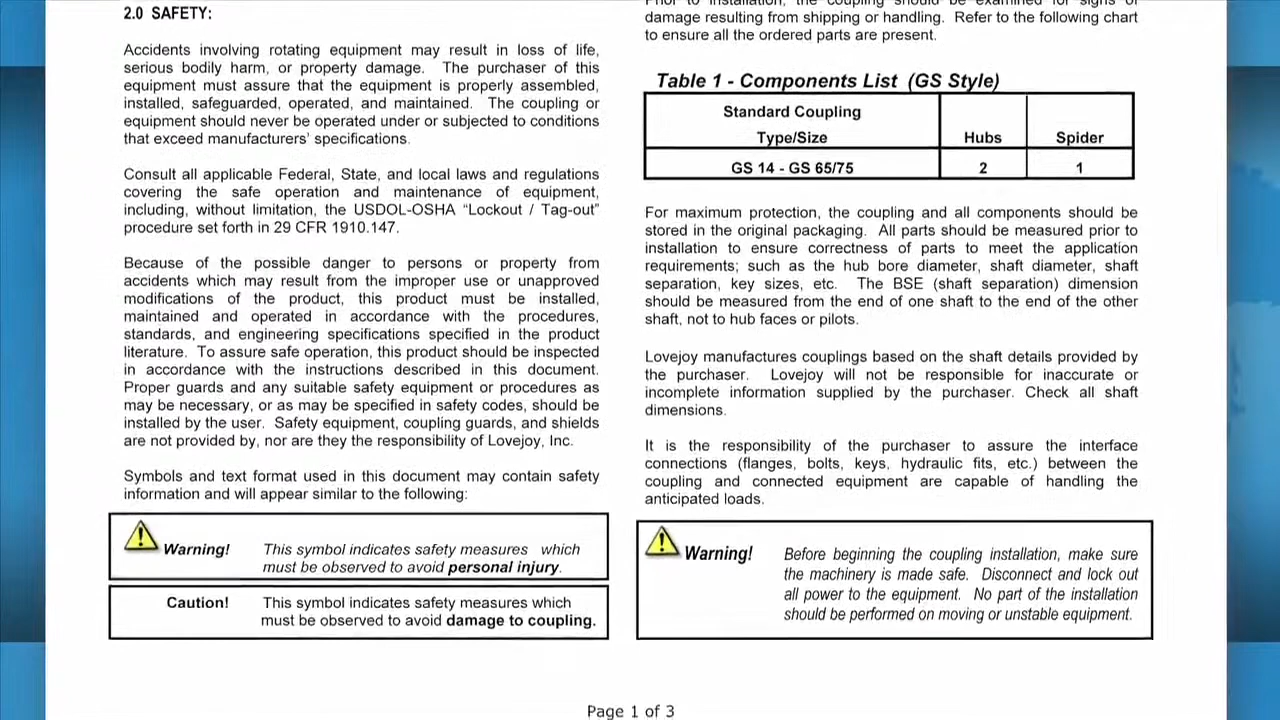 2.0 SAFETY:
Accidents involving rotating equipment may result in loss of life,
serious bodily harm, or property damage. The purchaser of this
equipment must assure that the equipment is properly assembled,
installed, safeguarded, operated, and maintained. The coupling or
equipment should never be operated under or subjected to conditions
that exceed manufacturers' specifications.
Consult all applicable Federal, State, and local laws and regulations
covering the safe operation and maintenance of equipment,
including, without limitation, the USDOL-OSHA “Lockout / Tag-out”
procedure set forth in 29 CFR 1910.147.
Because of the possible danger to persons or property from
accidents which may result from the improper use or unapproved
modifications of the product, this product must be installed,
maintained and operated in accordance with the procedures,
standards, and engineering specifications specified in the product
literature. To assure safe operation, this product should be inspected
in accordance with the instructions described in this document.
Proper guards and any suitable safety equipment or procedures as
may be necessary, or as may be specified in safety codes, should be
installed by the user. Safety equipment, coupling guards, and shields
are not provided by, nor are they the responsibility of Lovejoy, Inc.
Symbols and text format used in this document may contain safety
information and will appear similar to the following:
Warning! This symbol indicates safety measures which
must be observed to avoid personal injury.
Caution! This symbol indicates safety measures which
must be observed to avoid damage to coupling.
Prior to installation, the coupling should be examined for signs of
damage resulting from shipping or handling. Refer to the following chart
to ensure all the ordered parts are present.
Table 1 - Components List (GS Style)
Standard Coupling
Type/Size Hubs Spider
GS 14 - GS 65/75 2 1
For maximum protection, the coupling and all components should be
stored in the original packaging. All parts should be measured prior to
installation to ensure correctness of parts to meet the application
requirements; such as the hub bore diameter, shaft diameter, shaft
separation, key sizes, etc. The BSE (shaft separation) dimension
should be measured from the end of one shaft to the end of the other
shaft, not to hub faces or pilots.
Lovejoy manufactures couplings based on the shaft details provided by
the purchaser. Lovejoy will not be responsible for inaccurate or
incomplete information supplied by the purchaser. Check all shaft
dimensions.
It is the responsibility of the purchaser to assure the interface
connections (flanges, bolts, keys, hydraulic fits, etc.) between the
coupling and connected equipment are capable of handling the
anticipated loads.
Warning! Before beginning the coupling installation, make sure
the machinery is made safe. Disconnect and lock out
all power to the equipment. No part of the installation
should be performed on moving or unstable equipment.
Page 1 of 3